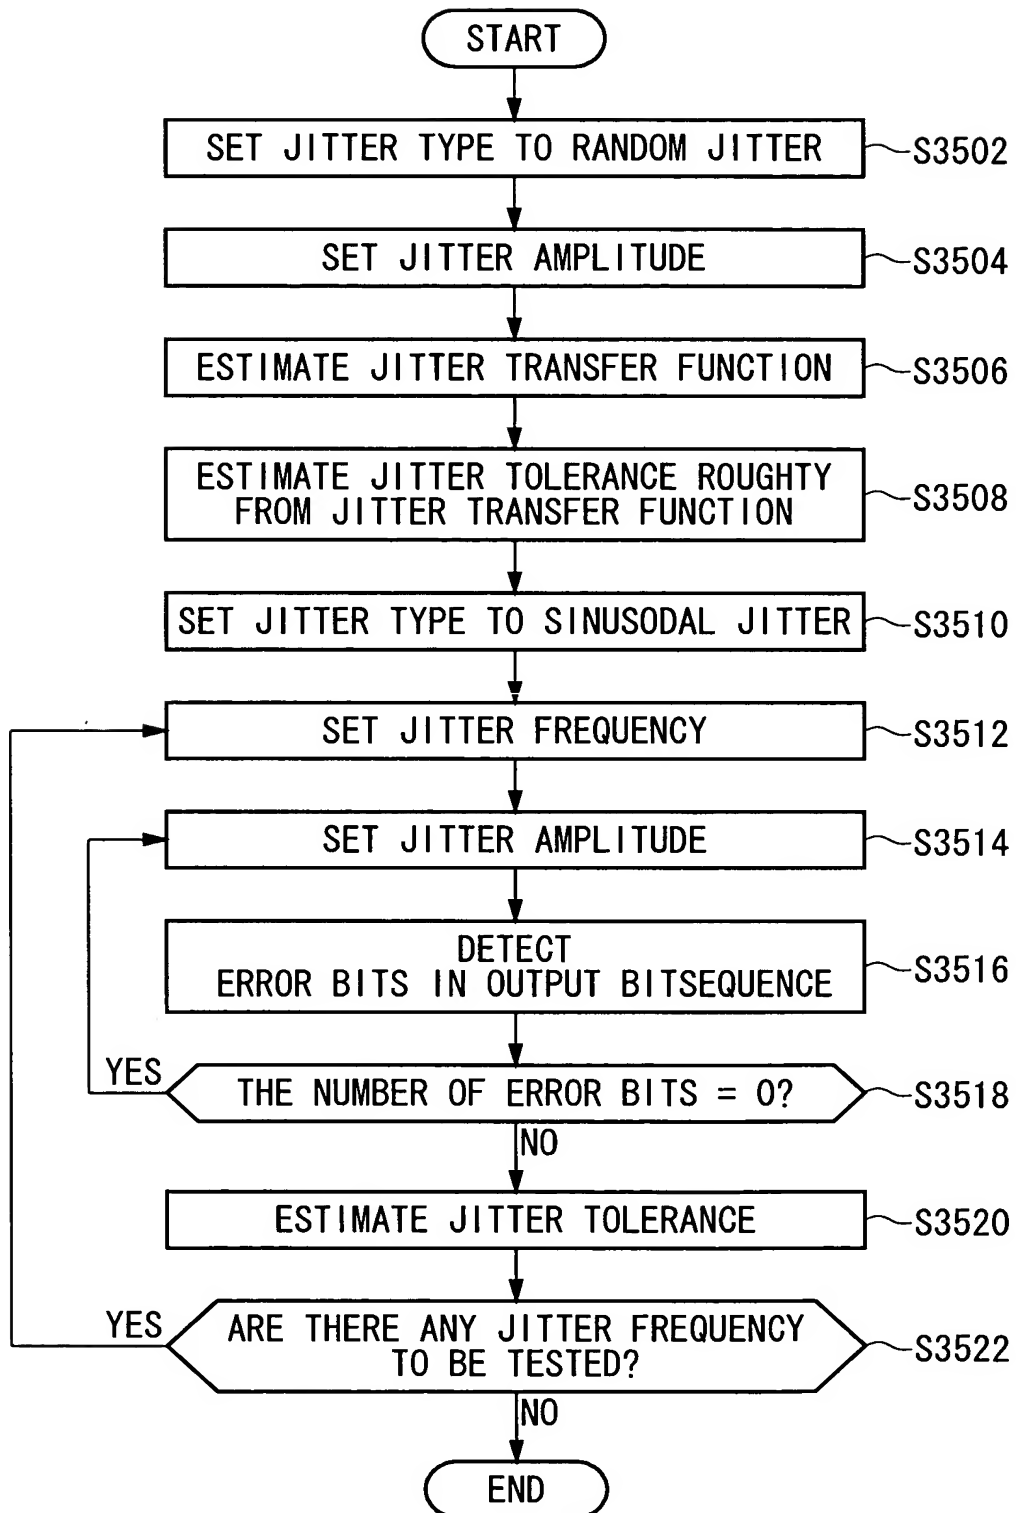 START
SET JITTER TYPE TO RANDOM JITTER
S3502
SET JITTER AMPLITUDE
S3504
ESTIMATE JITTER TRANSFER FUNCTION
S3506
ESTIMATE JITTER TOLERANCE ROUGHTY
FROM JITTER TRANSFER FUNCTION
S3508
SET JITTER TYPE TO SINUSODAL JITTER
S3510
SET JITTER FREQUENCY
S3512
SET JITTER AMPLITUDE
S3514
DETECT
ERROR BITS IN OUTPUT BITSEQUENCE
S3516
YES
THE NUMBER OF ERROR BITS = 0?
S3518
NO
ESTIMATE JITTER TOLERANCE
S3520
YES
ARE THERE ANY JITTER FREQUENCY
TO BE TESTED?
S3522
NO
END